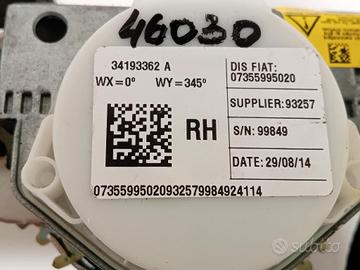 46030
34193362 A
WX=0° WY=345°
DIS FIAT:
07355995020
SUPPLIER:93257
RH
S/N: 99849
DATE: 29/08/14
0735599502093257998492​4114
subito